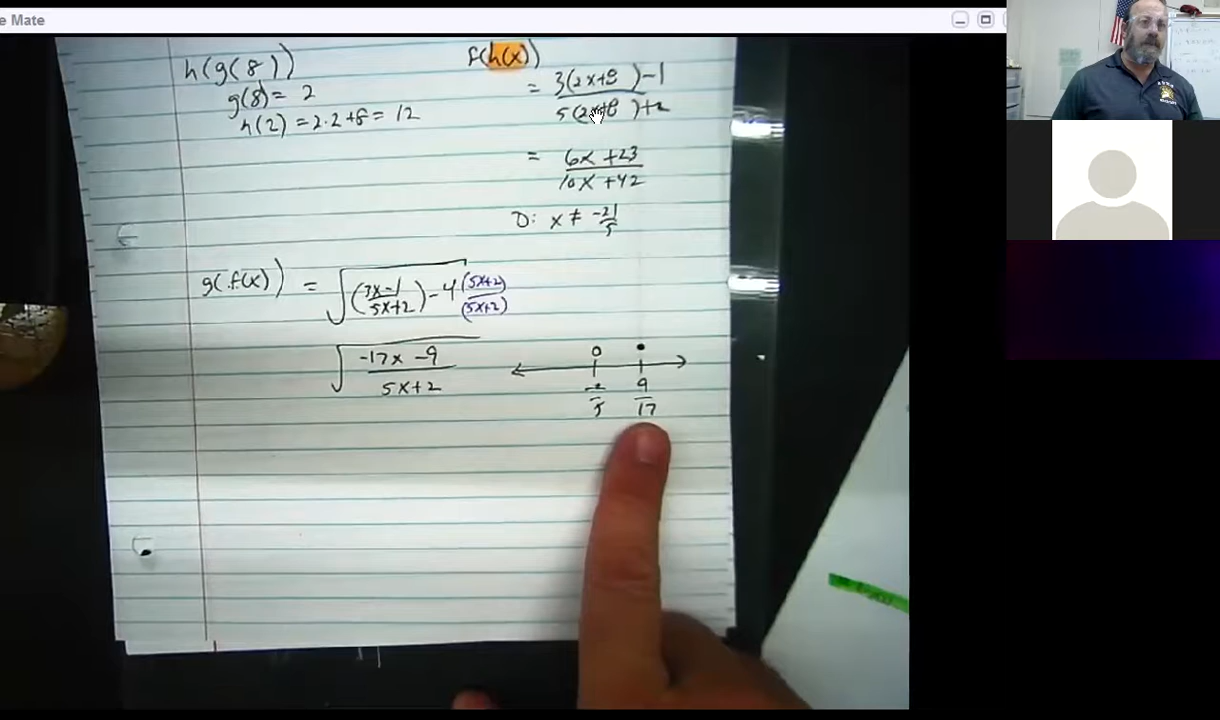 e Mate
h(g(8))
g(8) = 2
h(2) = 2·2+8 = 12
f(h(x))
= 3(2x+8)-1
5(2x+8)+2
= 6x+23
10x+42
D: x ≠ -21/5
g(f(x)) = √(3x-1/5x+2)-4(5x+2)/(5x+2)
√-17x-9/5x+2
-2/5 9/17